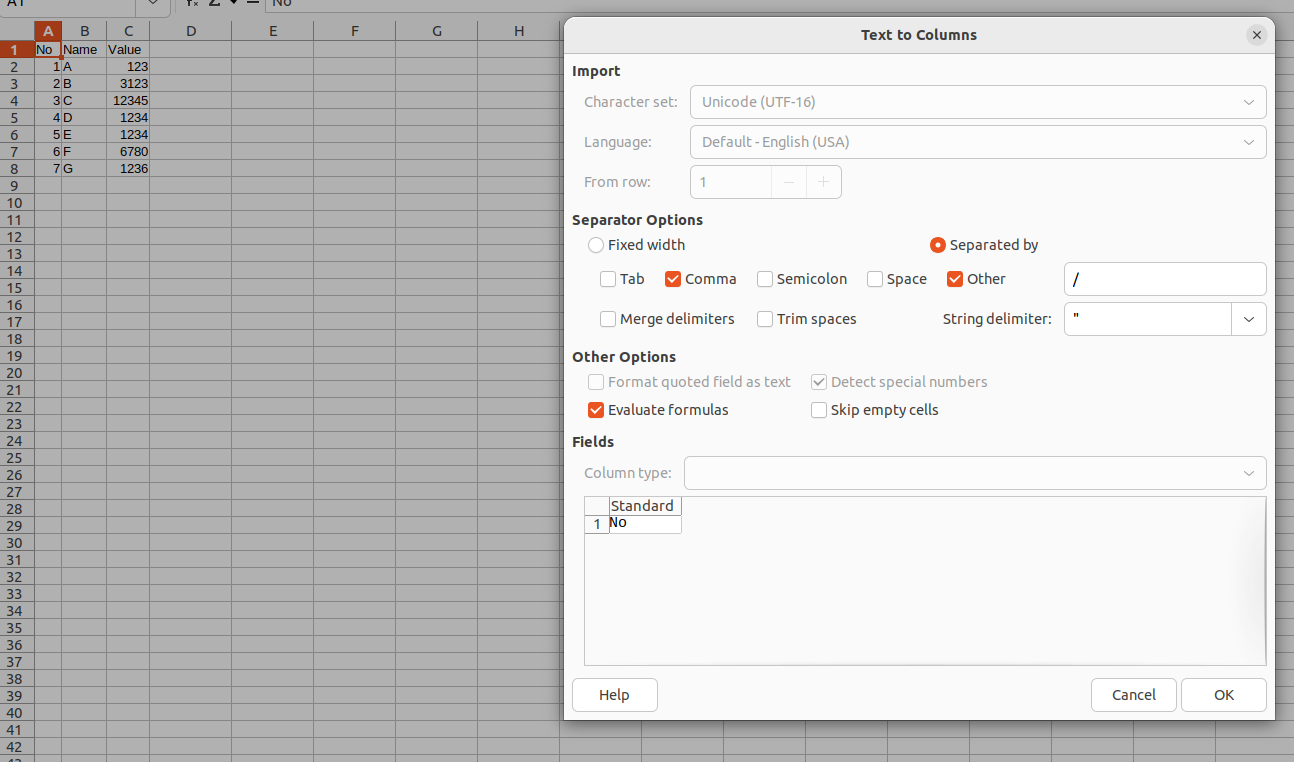 A1 No
A B C D E F G H
1 No Name Value
2 1 A 123
3 2 B 3123
4 3 C 12345
5 4 D 1234
6 5 E 1234
7 6 F 6780
8 7 G 1236
9
10
11
12
13
14
15
16
17
18
19
20
21
22
23
24
25
26
27
28
29
30
31
32
33
34
35
36
37
38
39
40
41
42
Text to Columns
Import
Character set: Unicode (UTF-16)
Language: Default - English (USA)
From row: 1
Separator Options
Fixed width Separated by
Tab Comma Semicolon Space Other /
Merge delimiters Trim spaces String delimiter: "
Other Options
Format quoted field as text Detect special numbers
Evaluate formulas Skip empty cells
Fields
Column type:
Standard
1 No
Help Cancel OK